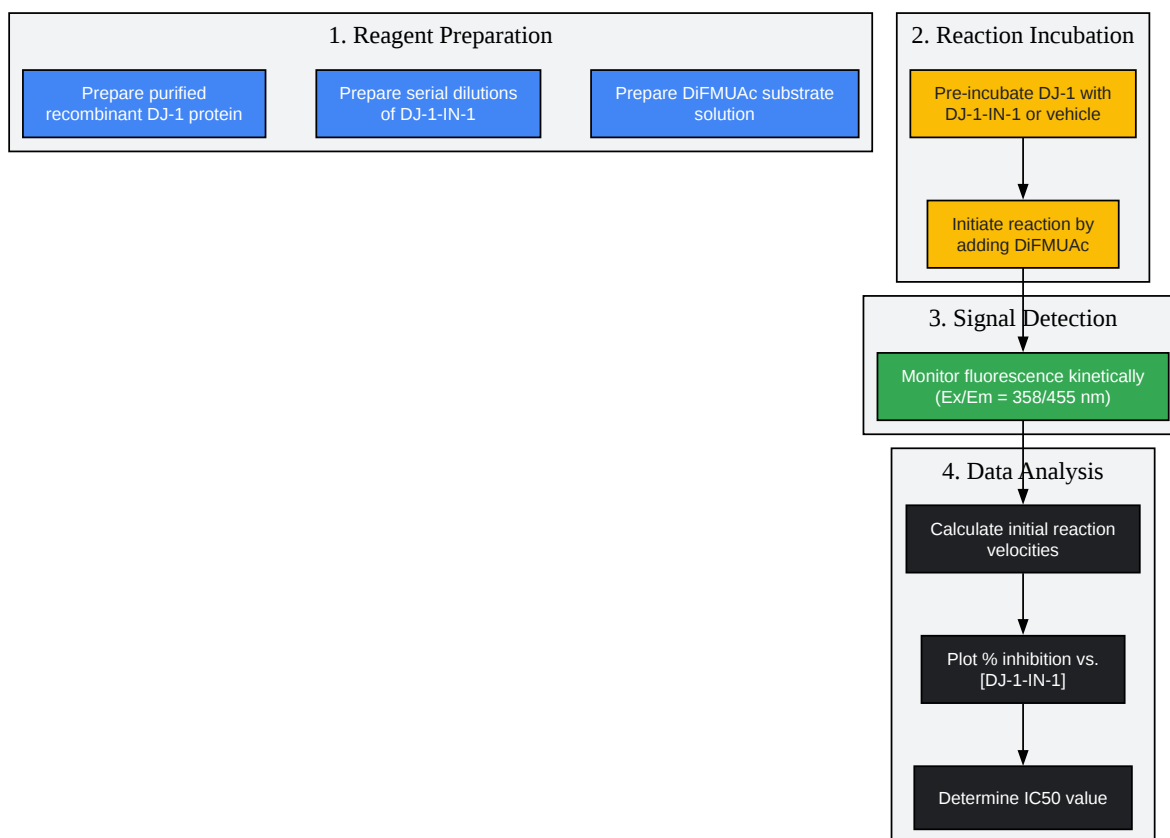 1. Reagent Preparation
Prepare purified
recombinant DJ-1 protein
Prepare serial dilutions
of DJ-1-IN-1
Prepare DiFMUAc substrate
solution
2. Reaction Incubation
Pre-incubate DJ-1 with
DJ-1-IN-1 or vehicle
Initiate reaction by
adding DiFMUAc
3. Signal Detection
Monitor fluorescence kinetically
(Ex/Em = 358/455 nm)
4. Data Analysis
Calculate initial reaction
velocities
Plot % inhibition vs.
[DJ-1-IN-1]
Determine IC50 value